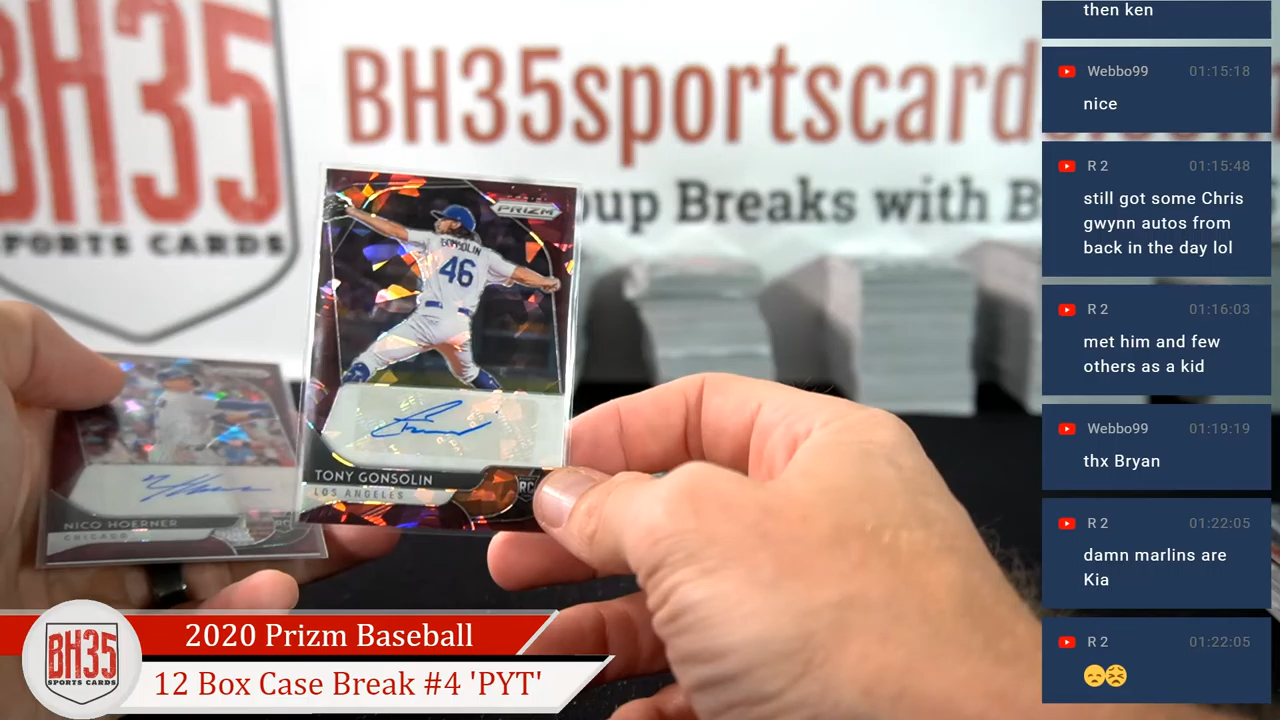 BH35
SPORTS CARDS
BH35sportscard
oup Breaks with B
PRIZM
GONSOLIN
46
TONY GONSOLIN
LOS ANGELES
RC
NICO HOERNER
CHICAGO
RC
BH35
SPORTS CARDS
2020 Prizm Baseball
12 Box Case Break #4 'PYT'
then ken
Webbo99 01:15:18
nice
R 2 01:15:48
still got some Chris
gwynn autos from
back in the day lol
R 2 01:16:03
met him and few
others as a kid
Webbo99 01:19:19
thx Bryan
R 2 01:22:05
damn marlins are
Kia
R 2 01:22:05
😞😣